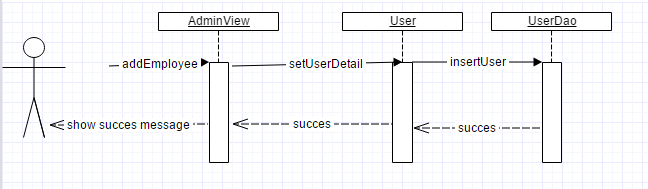 AdminView
User
UserDao
addEmployee
setUserDetail
insertUser
show succes message
succes
succes